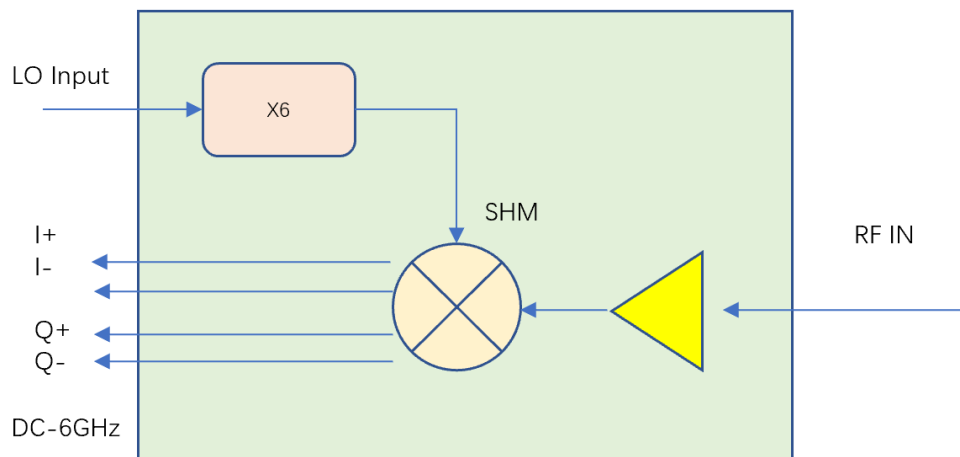 LO Input
X6
SHM
I+
RF IN
I-
Q+
Q-
DC-6GHz